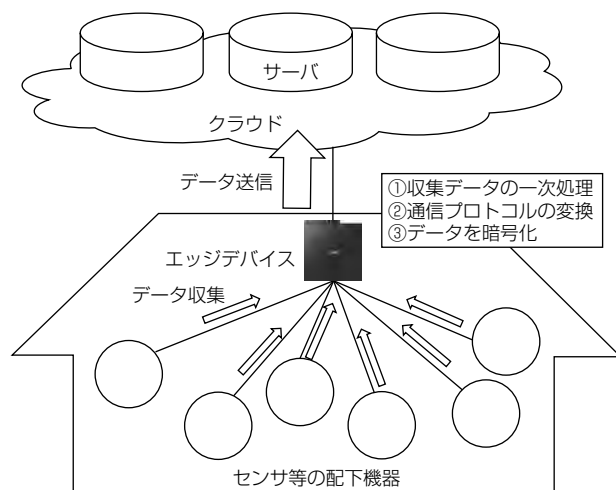 サーバ
クラウド
データ送信
①収集データの一次処理
②通信プロトコルの変換
③データを暗号化
エッジデバイス
データ収集
センサ等の配下機器